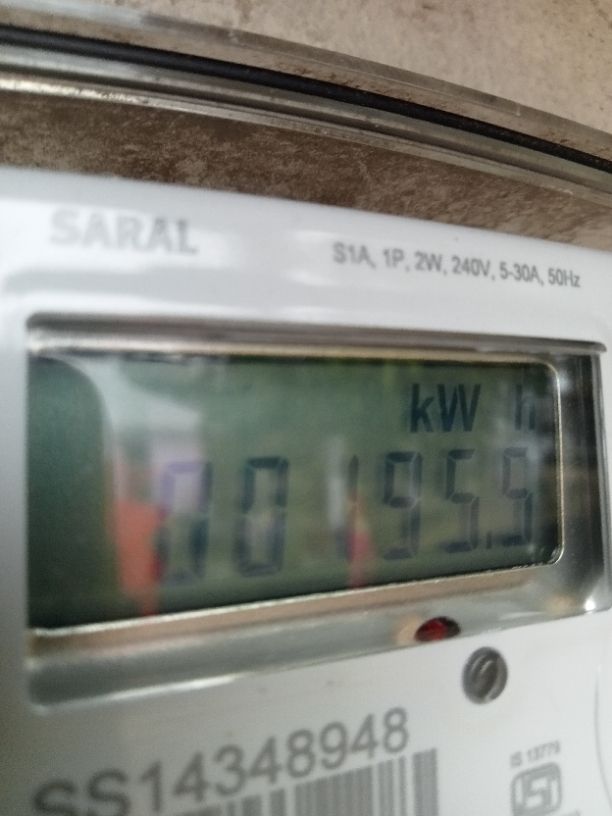 SARAL
S1A, 1P, 2W, 240V, 5-30A, 50Hz
kW h
00195.5
SS14348948
IS 13779